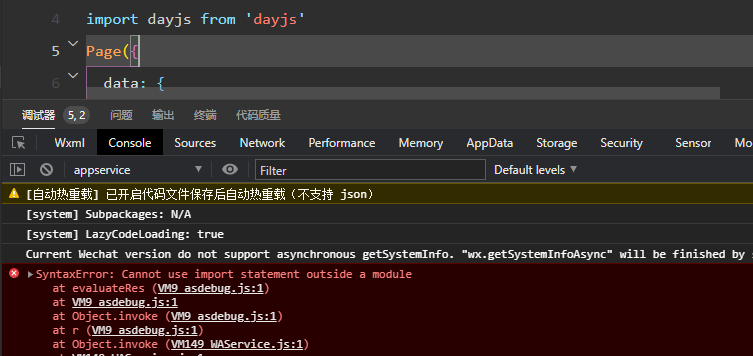 4 import dayjs from 'dayjs'
5 Page({
6 data: {
调试器 5, 2 问题 输出 终端 代码质量
Wxml Console Sources Network Performance Memory AppData Storage Security Sensor Mo
appservice Filter Default levels
[自动热重载] 已开启代码文件保存后自动热重载（不支持 json）
[system] Subpackages: N/A
[system] LazyCodeLoading: true
Current Wechat version do not support asynchronous getSystemInfo. "wx.getSystemInfoAsync" will be finished by
SyntaxError: Cannot use import statement outside a module
at evaluateRes (VM9 asdebug.js:1)
at VM9 asdebug.js:1
at Object.invoke (VM9 asdebug.js:1)
at r (VM9 asdebug.js:1)
at Object.invoke (VM149 WAService.js:1)
at VM149 WAService.js:1